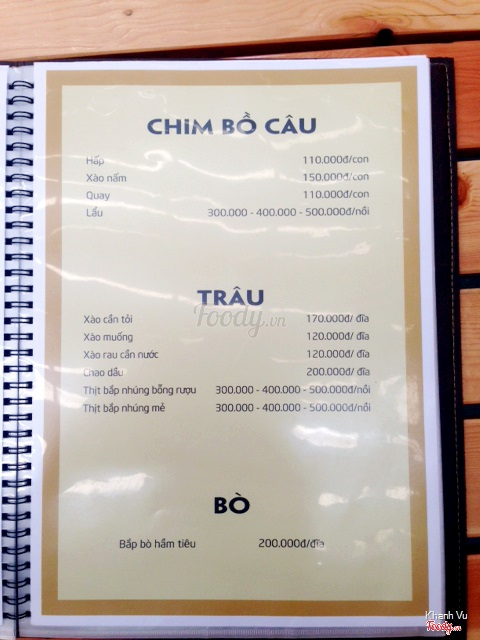 CHIM BỒ CÂU
Hấp 110.000đ/con
Xào nấm 150.000đ/con
Quay 110.000đ/con
Lẩu 300.000 - 400.000 - 500.000đ/nồi
TRÂU
Foody.vn
Xào cần tỏi 170.000đ/ đĩa
Xào muống 120.000đ/ đĩa
Xào rau cần nước 120.000đ/ đĩa
Chao dầu 200.000đ/ đĩa
Thịt bắp nhúng bỗng rượu 300.000 - 400.000 - 500.000đ/nồi
Thịt bắp nhúng mẻ 300.000 - 400.000 - 500.000đ/nồi
BÒ
Bắp bò hầm tiêu 200.000đ/đĩa
Khanh Vu
Foody.vn